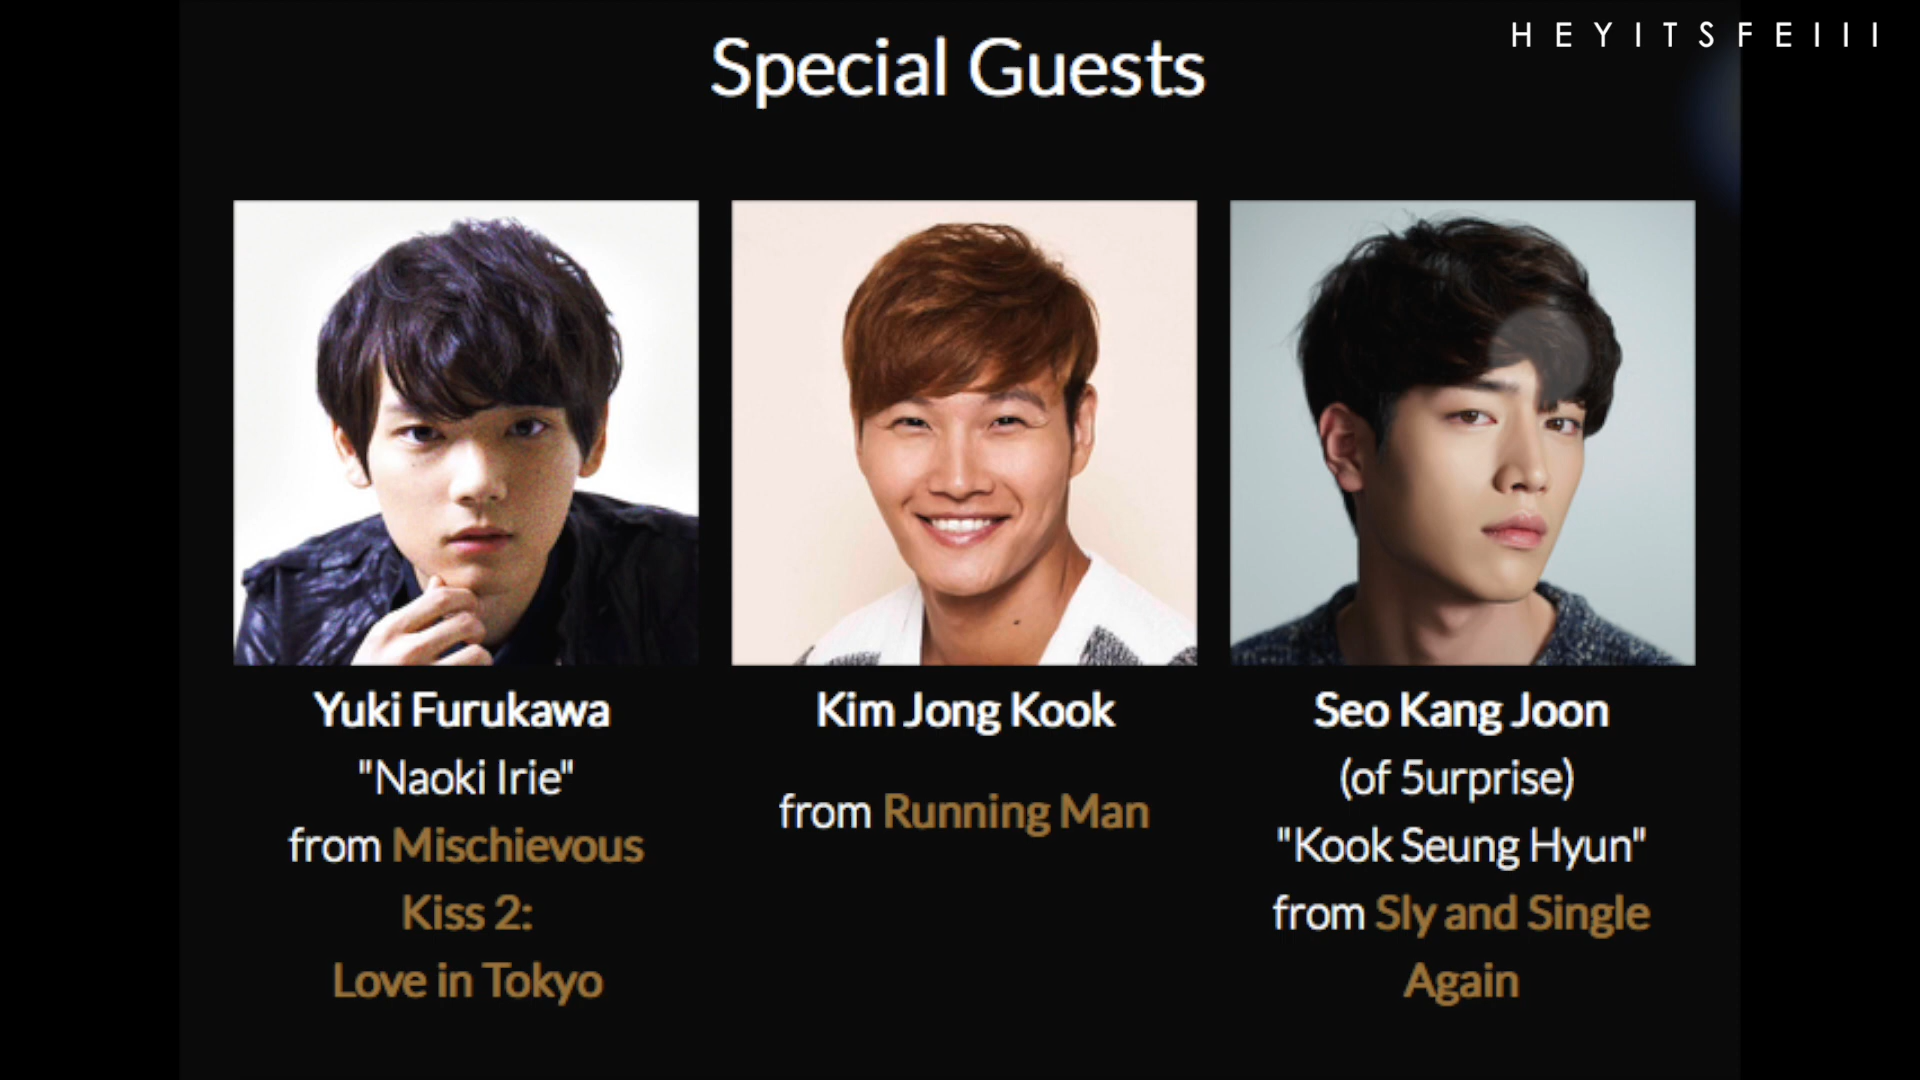 HEYITSFEIII
Special Guests
Yuki Furukawa
"Naoki Irie"
from Mischievous
Kiss 2:
Love in Tokyo
Kim Jong Kook
from Running Man
Seo Kang Joon
(of 5urprise)
"Kook Seung Hyun"
from Sly and Single
Again